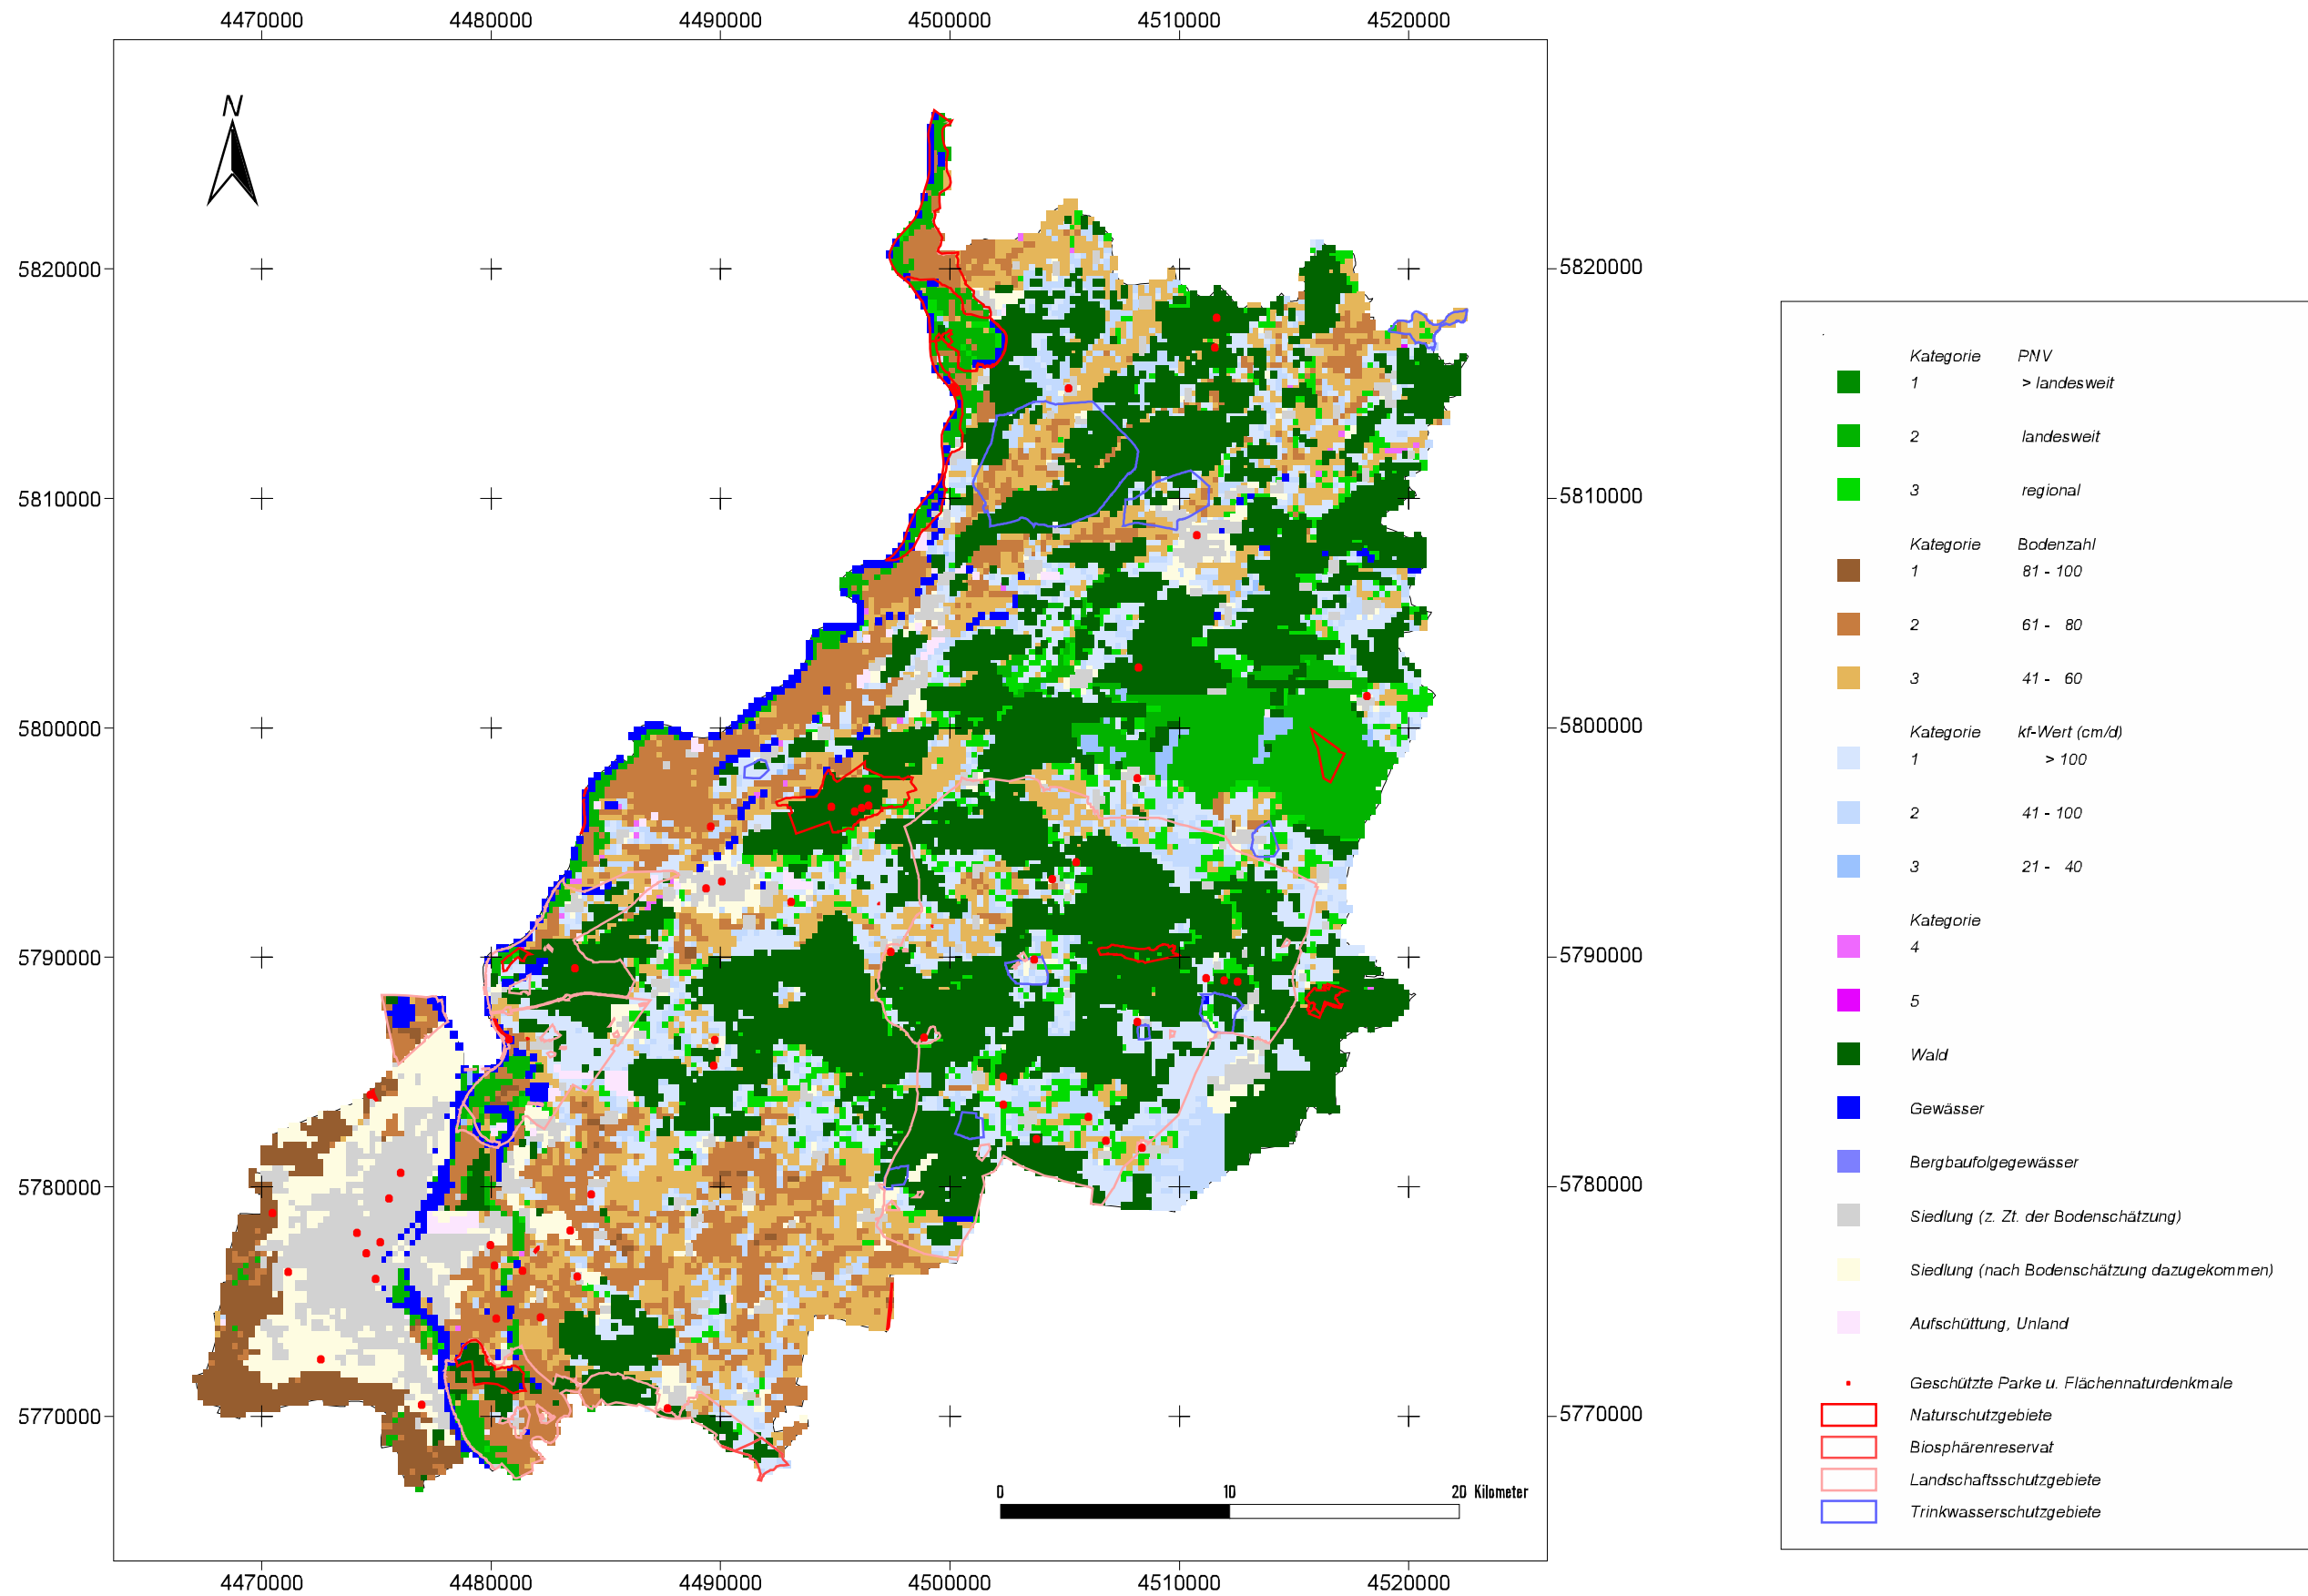 4470000 4480000 4490000 4500000 4510000 4520000
N
5820000 5820000
5810000 5810000
5800000 5800000
5790000 5790000
5780000 5780000
5770000 5770000
0 10 20 Kilometer
4470000 4480000 4490000 4500000 4510000 4520000
Kategorie PNV
1 > landesweit
2 landesweit
3 regional
Kategorie Bodenzahl
1 81 - 100
2 61 - 80
3 41 - 60
Kategorie kf-Wert (cm/d)
1 > 100
2 41 - 100
3 21 - 40
Kategorie
4
5
Wald
Gewässer
Bergbaufolgegewässer
Siedlung (z. Zt. der Bodenschätzung)
Siedlung (nach Bodenschätzung dazugekommen)
Aufschüttung, Unland
Geschützte Parke u. Flächennaturdenkmale
Naturschutzgebiete
Biosphärenreservat
Landschaftsschutzgebiete
Trinkwasserschutzgebiete